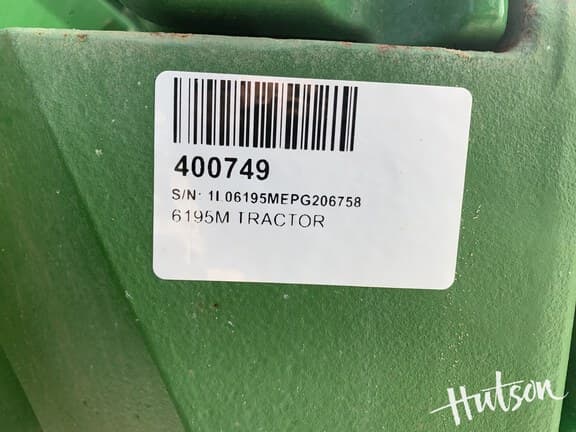 400749
S/N: 1L06195MEPG206758
6195M TRACTOR
Hutson